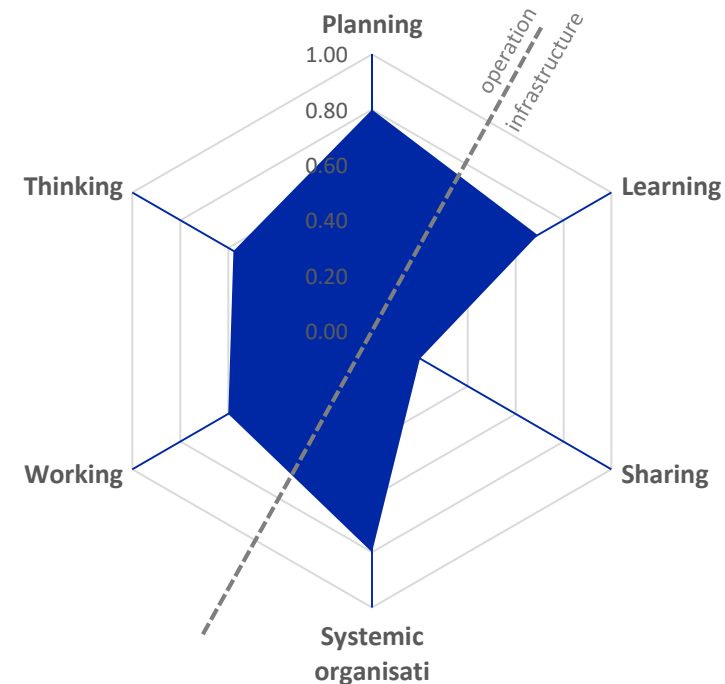 Planning
operation
infrastructure
1.00
0.80
0.60
0.40
0.20
0.00
Thinking
Learning
Working
Sharing
Systemic
organisati